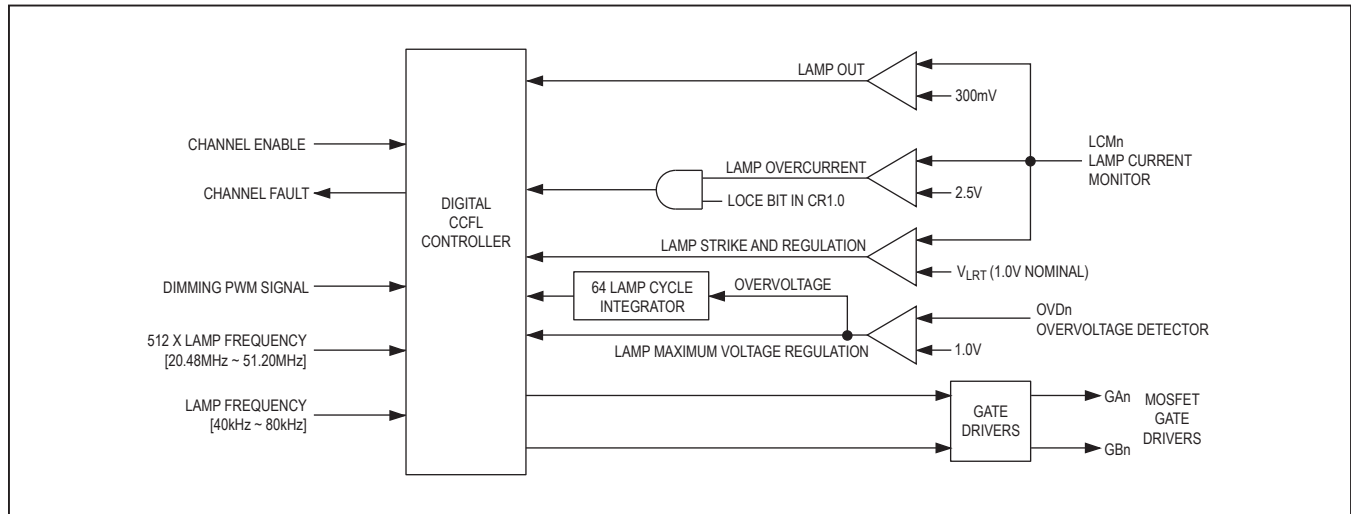 CHANNEL ENABLE
CHANNEL FAULT
DIMMING PWM SIGNAL
512 X LAMP FREQUENCY
[20.48MHz ~ 51.20MHz]
LAMP FREQUENCY
[40kHz ~ 80kHz]
DIGITAL
CCFL
CONTROLLER
LAMP OUT
300mV
LAMP OVERCURRENT
LOCE BIT IN CR1.0
2.5V
LCMn
LAMP CURRENT
MONITOR
LAMP STRIKE AND REGULATION
VLRT (1.0V NOMINAL)
64 LAMP CYCLE
INTEGRATOR
OVERVOLTAGE
LAMP MAXIMUM VOLTAGE REGULATION
1.0V
OVDn
OVERVOLTAGE DETECTOR
GATE
DRIVERS
GAn
GBn
MOSFET
GATE
DRIVERS